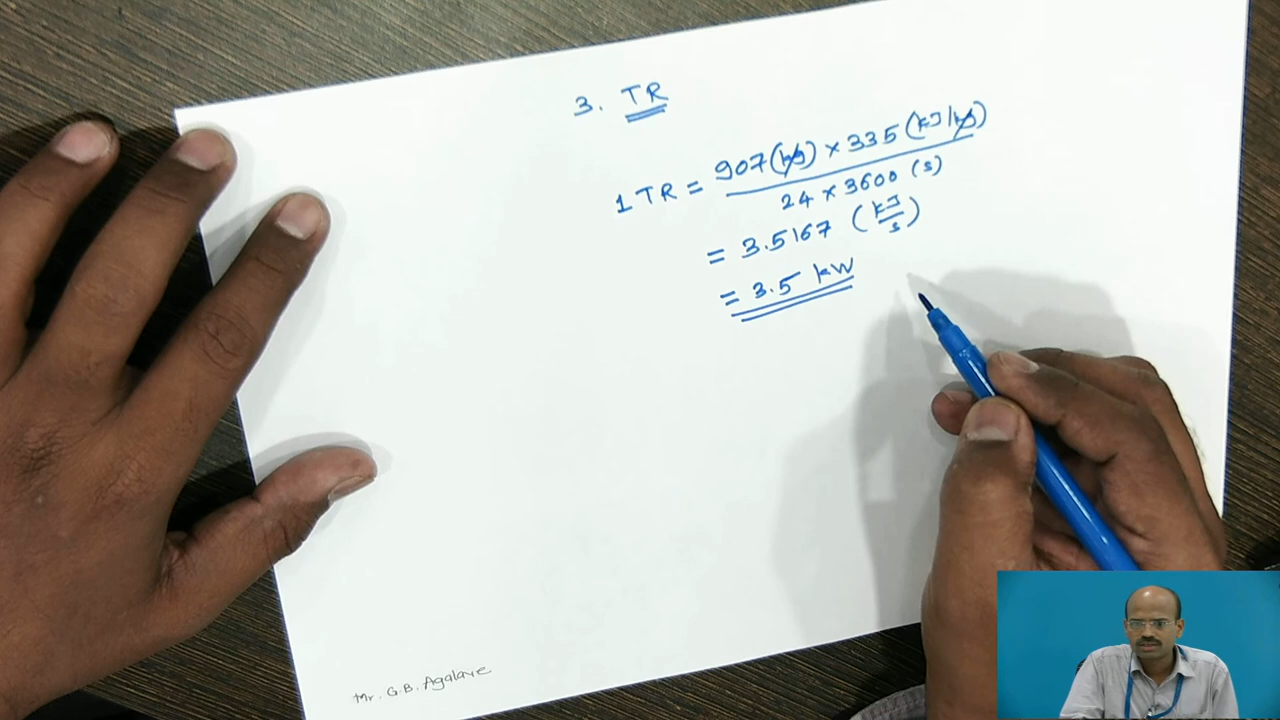 3. TR
1 TR = 907 (kg) × 335 (kJ/kg)
24 × 3600 (s)
= 3.5167 (kJ/s)
= 3.5 kW
Mr. G.B. Agalave